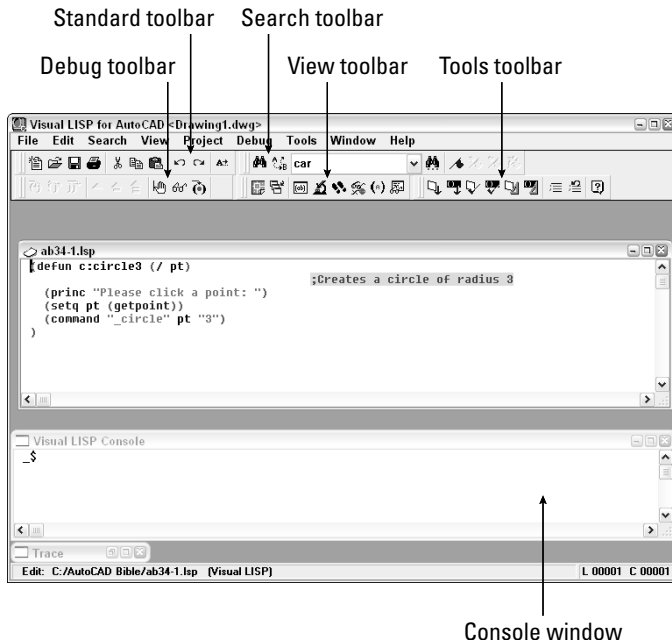 Standard toolbar Search toolbar
Debug toolbar View toolbar Tools toolbar
Visual LISP for AutoCAD <Drawing1.dwg>
File Edit Search View Project Debug Tools Window Help
car
ab34-1.lsp
(defun c:circle3 (/ pt)
;Creates a circle of radius 3
(princ "Please click a point: ")
(setq pt (getpoint))
(command "_circle" pt "3")
)
Visual LISP Console
_$
Trace
Edit: C:/AutoCAD Bible/ab34-1.lsp (Visual LISP) L 00001 C 00001
Console window